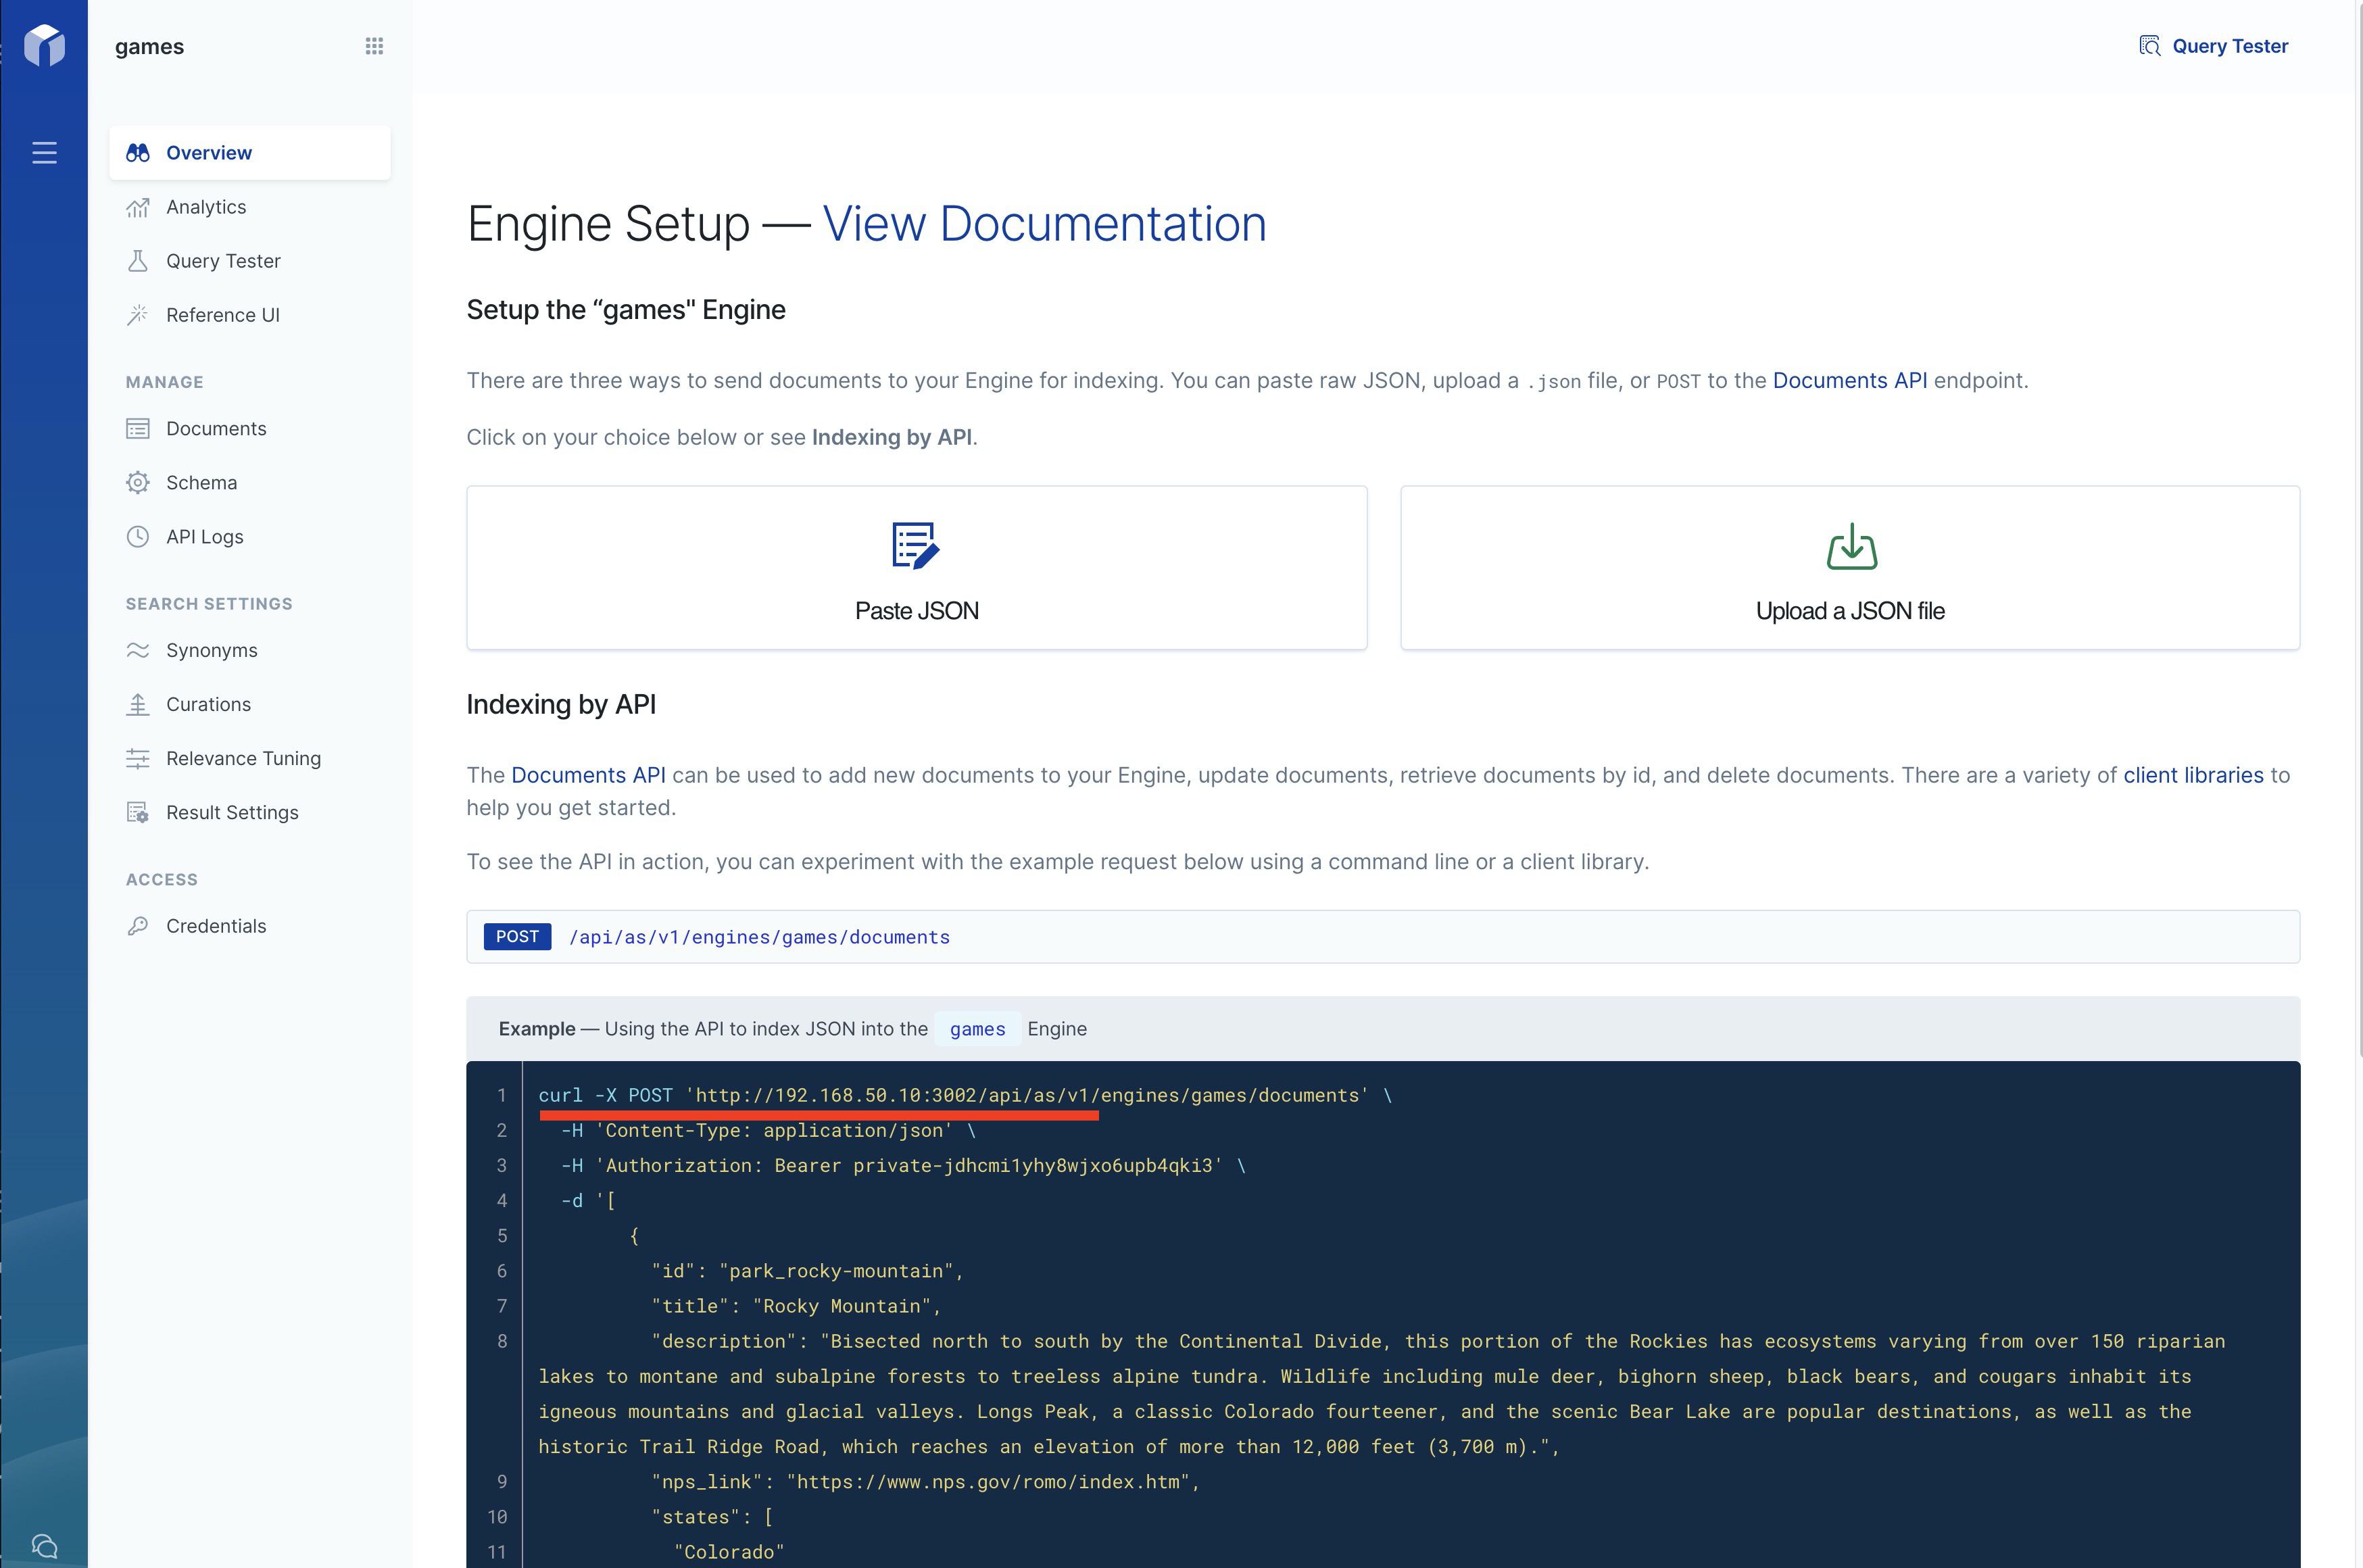 games
Query Tester
Overview
Analytics
Query Tester
Reference UI
MANAGE
Documents
Schema
API Logs
SEARCH SETTINGS
Synonyms
Curations
Relevance Tuning
Result Settings
ACCESS
Credentials
Engine Setup — View Documentation
Setup the “games" Engine
There are three ways to send documents to your Engine for indexing. You can paste raw JSON, upload a .json file, or POST to the Documents API endpoint.
Click on your choice below or see Indexing by API.
Paste JSON
Upload a JSON file
Indexing by API
The Documents API can be used to add new documents to your Engine, update documents, retrieve documents by id, and delete documents. There are a variety of client libraries to
help you get started.
To see the API in action, you can experiment with the example request below using a command line or a client library.
POST /api/as/v1/engines/games/documents
Example — Using the API to index JSON into the games Engine
1 curl -X POST 'http://192.168.50.10:3002/api/as/v1/engines/games/documents' \
2 -H 'Content-Type: application/json' \
3 -H 'Authorization: Bearer private-jdhcmi1yhy8wjxo6upb4qki3' \
4 -d '[
5 {
6 "id": "park_rocky-mountain",
7 "title": "Rocky Mountain",
8 "description": "Bisected north to south by the Continental Divide, this portion of the Rockies has ecosystems varying from over 150 riparian
lakes to montane and subalpine forests to treeless alpine tundra. Wildlife including mule deer, bighorn sheep, black bears, and cougars inhabit its
igneous mountains and glacial valleys. Longs Peak, a classic Colorado fourteener, and the scenic Bear Lake are popular destinations, as well as the
historic Trail Ridge Road, which reaches an elevation of more than 12,000 feet (3,700 m).",
9 "nps_link": "https://www.nps.gov/romo/index.htm",
10 "states": [
11 "Colorado"